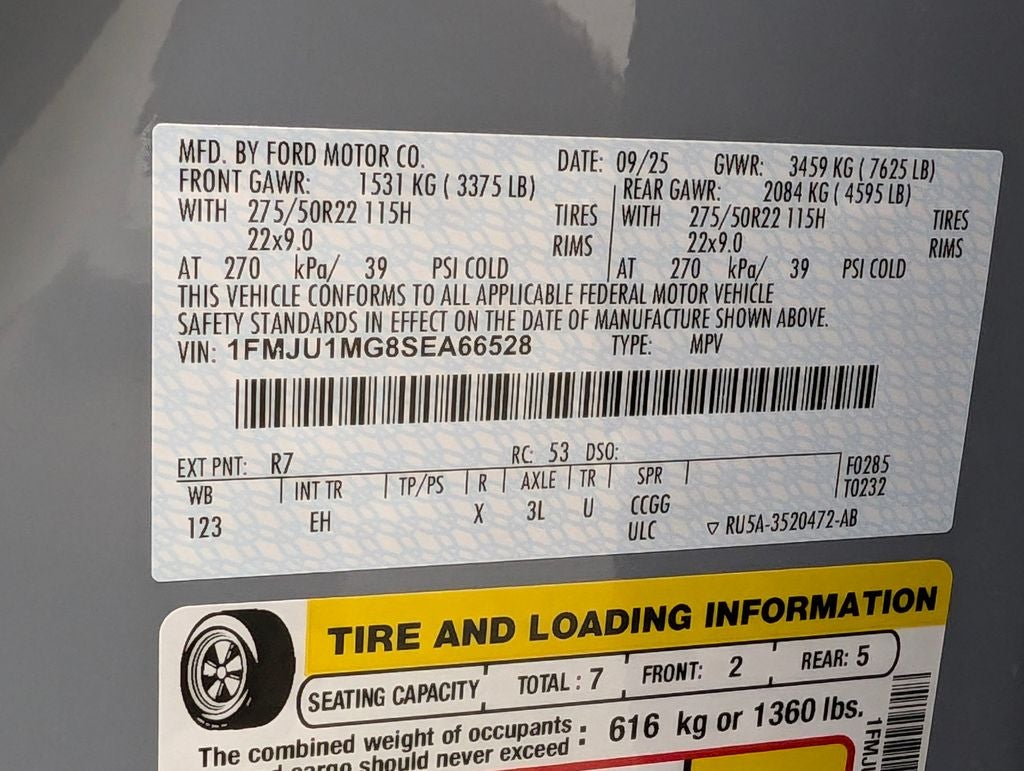 MFD. BY FORD MOTOR CO. DATE: 09/25 GVWR: 3459 KG ( 7625 LB)
FRONT GAWR: 1531 KG ( 3375 LB) REAR GAWR: 2084 KG ( 4595 LB)
WITH 275/50R22 115H TIRES WITH 275/50R22 115H TIRES
22x9.0 RIMS 22x9.0 RIMS
AT 270 kPa/ 39 PSI COLD AT 270 kPa/ 39 PSI COLD
THIS VEHICLE CONFORMS TO ALL APPLICABLE FEDERAL MOTOR VEHICLE
SAFETY STANDARDS IN EFFECT ON THE DATE OF MANUFACTURE SHOWN ABOVE.
VIN: 1FMJU1MG8SEA66528 TYPE: MPV
EXT PNT: R7 RC: 53 DSO:
WB INT TR TP/PS R AXLE TR SPR F0285
T0232
123 EH X 3L U CCGG
ULC ▽ RU5A-3520472-AB
TIRE AND LOADING INFORMATION
SEATING CAPACITY TOTAL : 7 FRONT: 2 REAR: 5
The combined weight of occupants : 616 kg or 1360 lbs.
cargo should never exceed
1FMJ